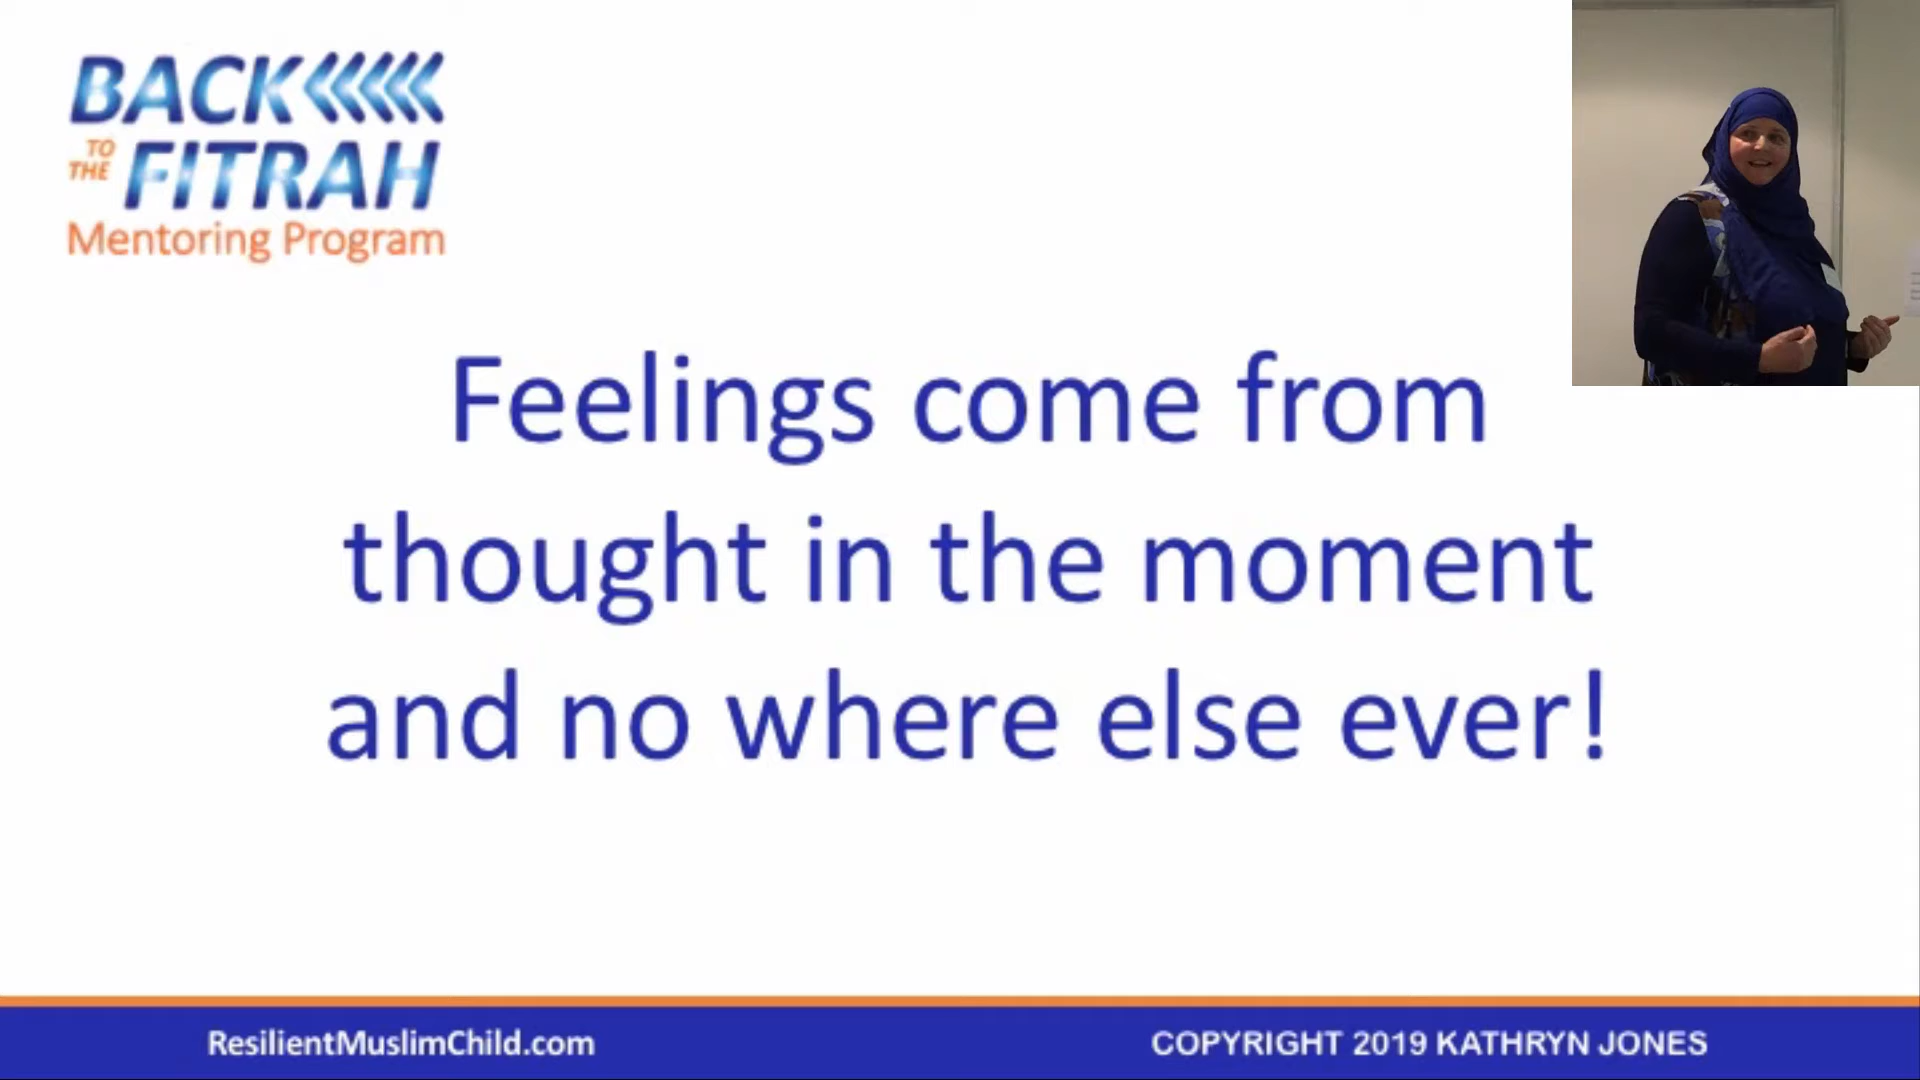 BACK
TO THE FITRAH
Mentoring Program
Feelings come from
thought in the moment
and no where else ever!
ResilientMuslimChild.com
COPYRIGHT 2019 KATHRYN JONES